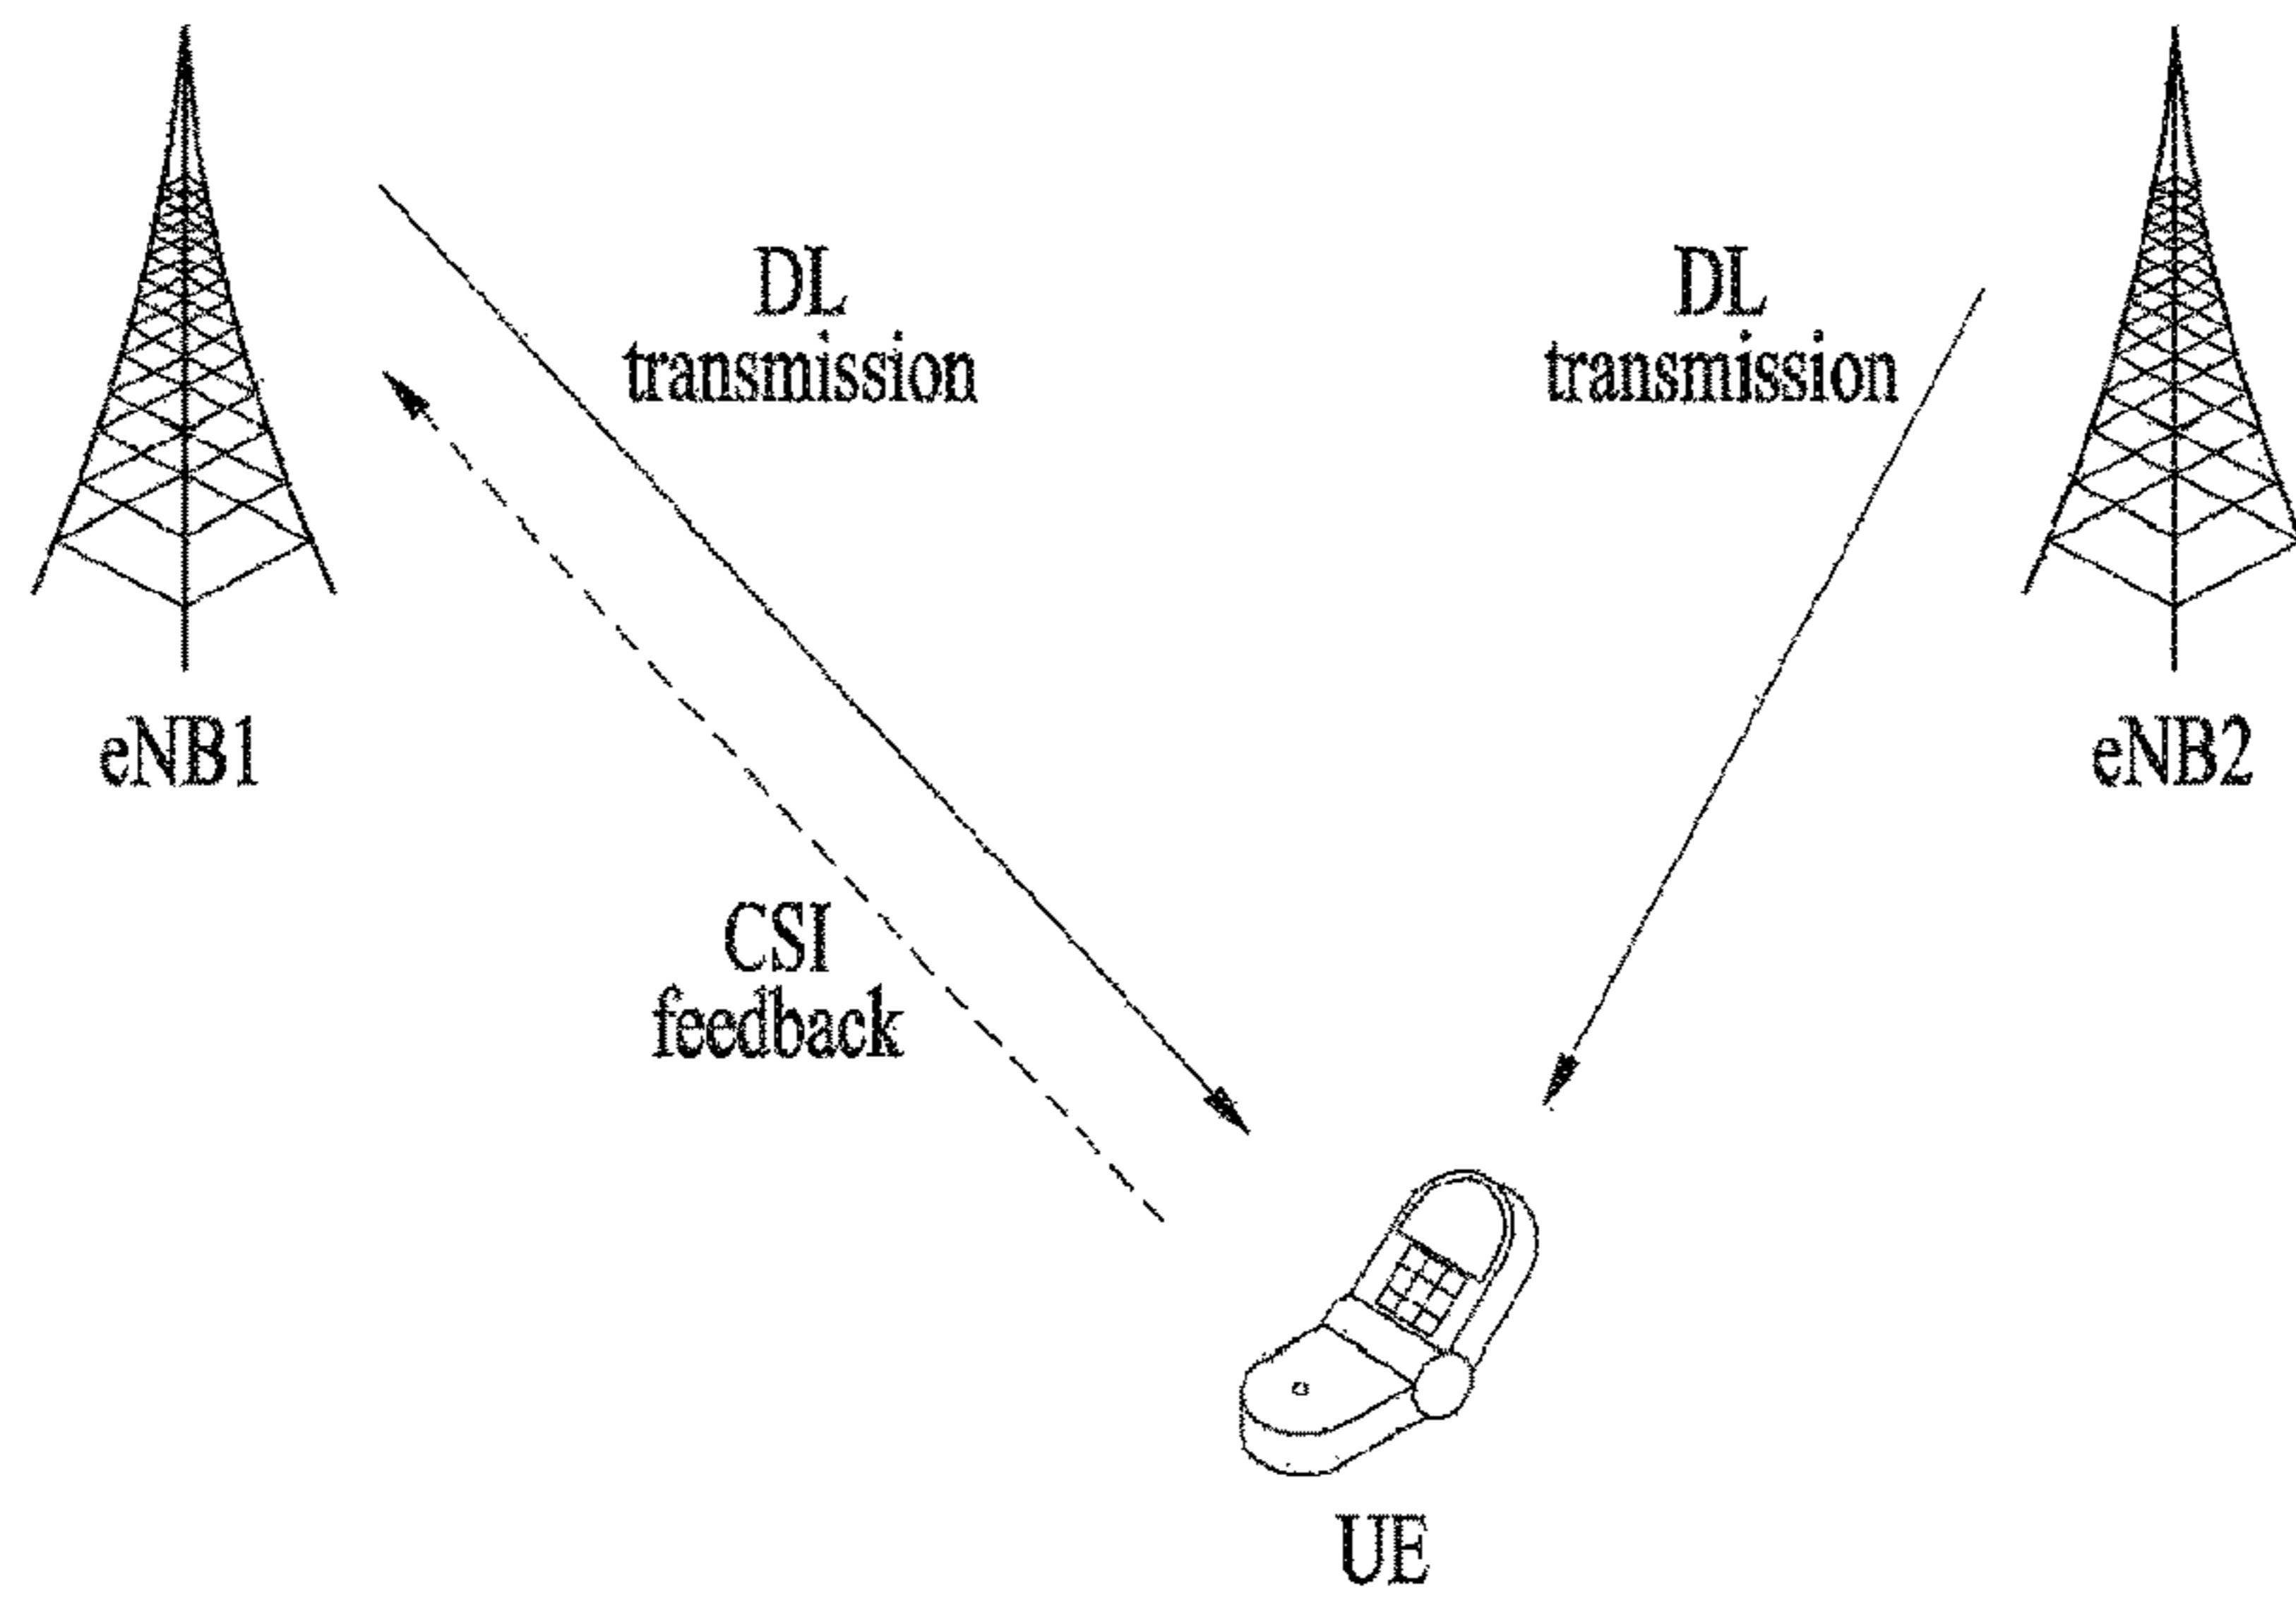 DL
transmission
DL
transmission
eNB1
eNB2
CSI
feedback
UE